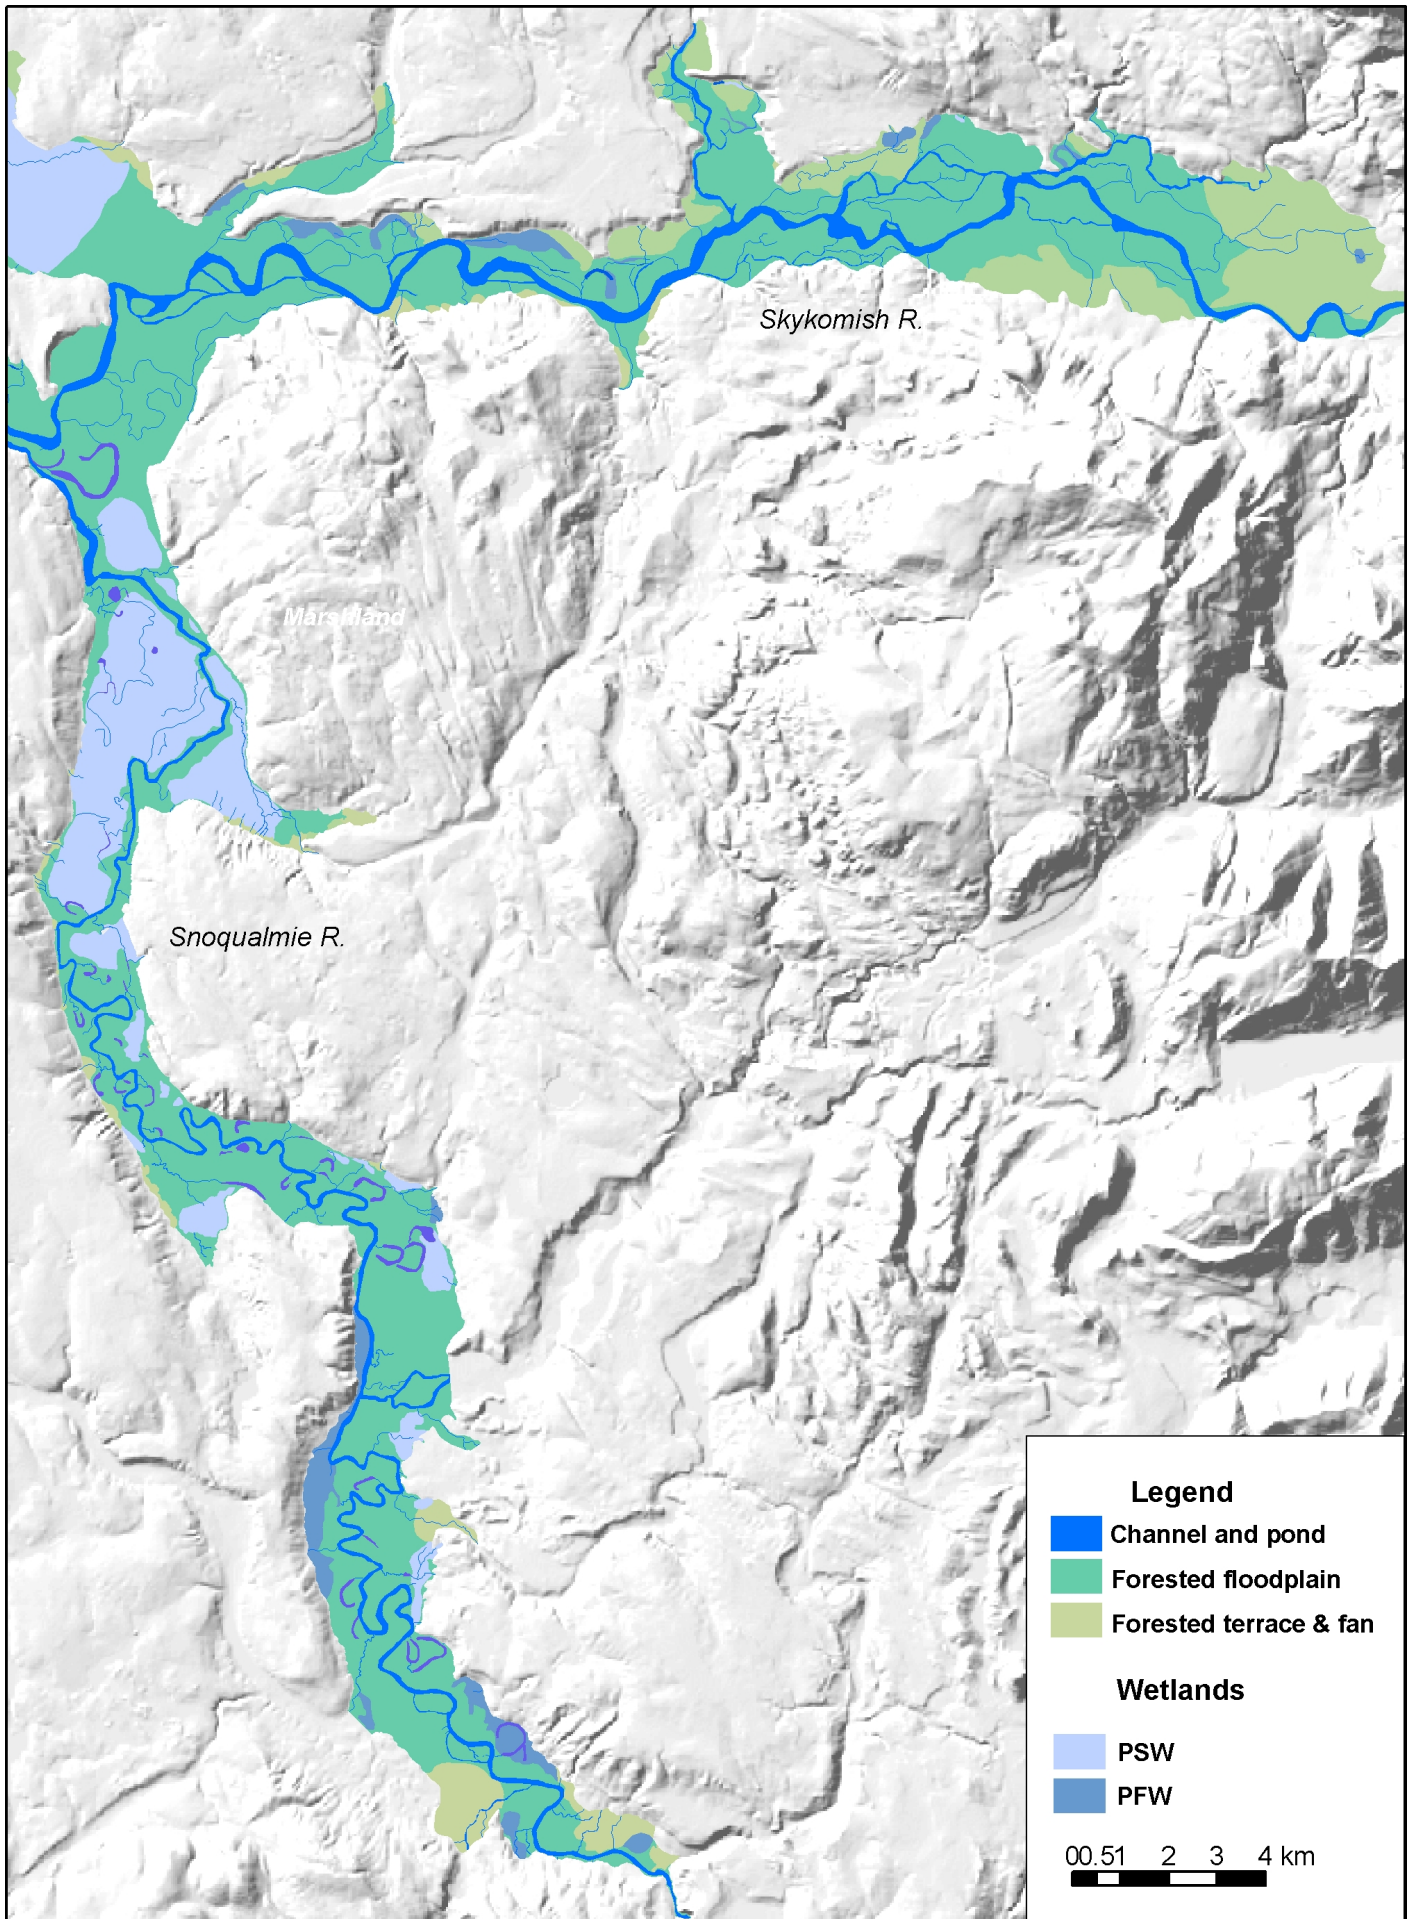 Skykomish R.
Marshland
Snoqualmie R.
Legend
Channel and pond
Forested floodplain
Forested terrace & fan
Wetlands
PSW
PFW
00.51 2 3 4 km